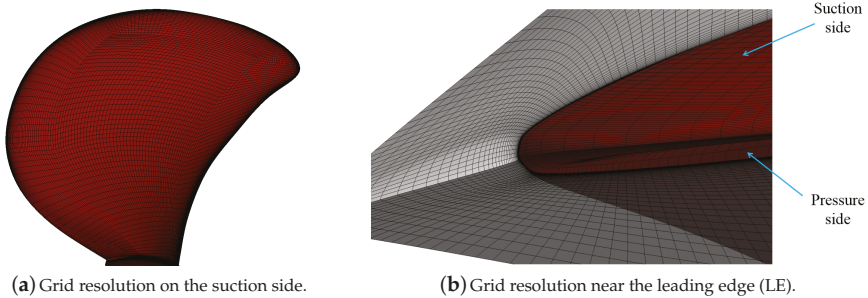 Suction
side
Pressure
side
(a) Grid resolution on the suction side.
(b) Grid resolution near the leading edge (LE).